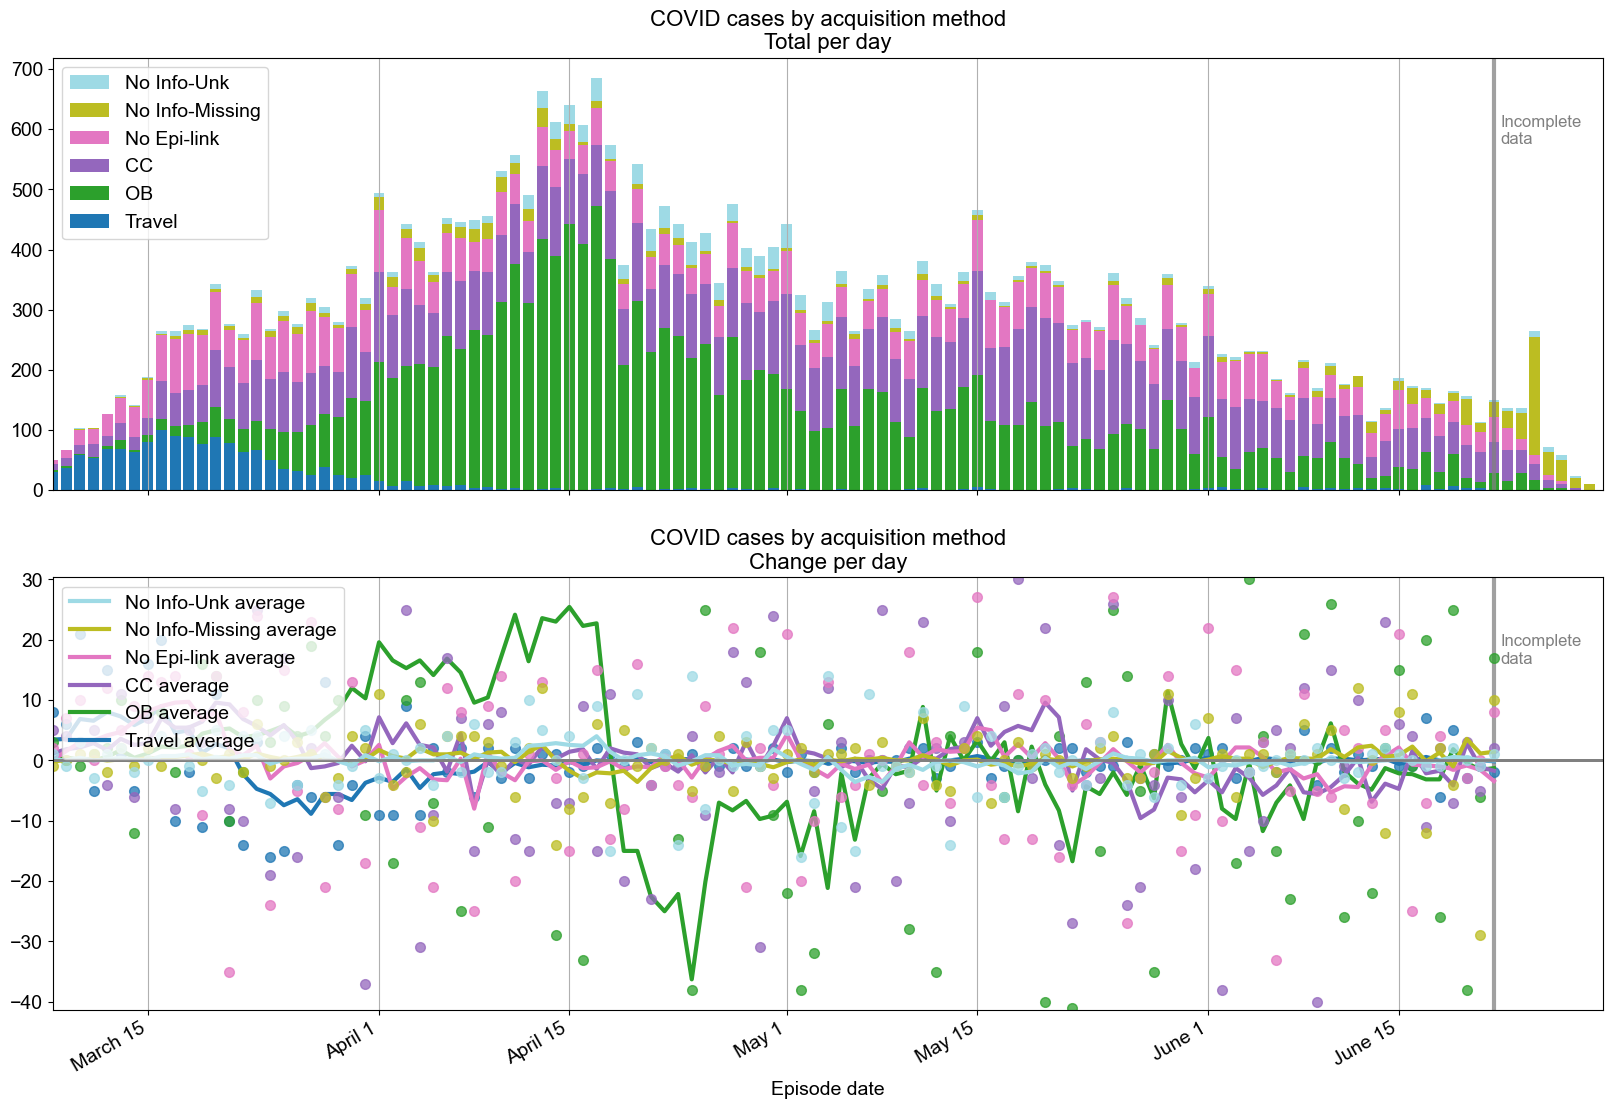 COVID cases by acquisition method
Total per day
700
600
500
400
300
200
100
0
No Info-Unk
No Info-Missing
No Epi-link
CC
OB
Travel
Incomplete
data
COVID cases by acquisition method
Change per day
30
20
10
0
−10
−20
−30
−40
No Info-Unk average
No Info-Missing average
No Epi-link average
CC average
OB average
Travel average
Incomplete
data
March 15
April 1
April 15
May 1
May 15
June 1
June 15
Episode date